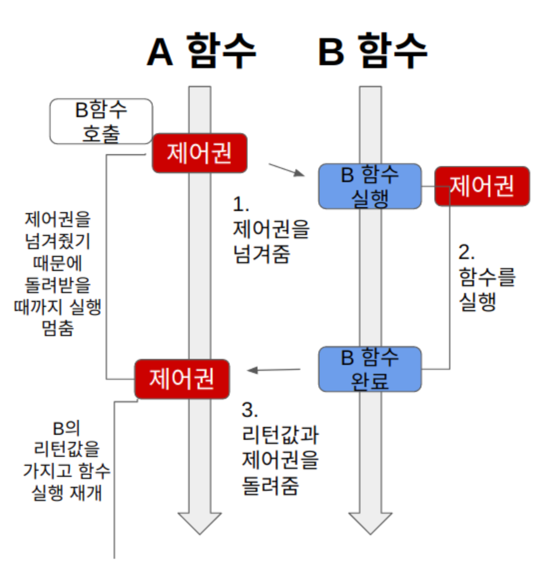 A 함수
B 함수
B함수
호출
제어권
B 함수
실행
제어권
1.
제어권을
넘겨줌
제어권을
넘겨줬기
때문에
돌려받을
때까지 실행
멈춤
2.
함수를
실행
B 함수
완료
제어권
3.
리턴값과
제어권을
돌려줌
B의
리턴값을
가지고 함수
실행 재개